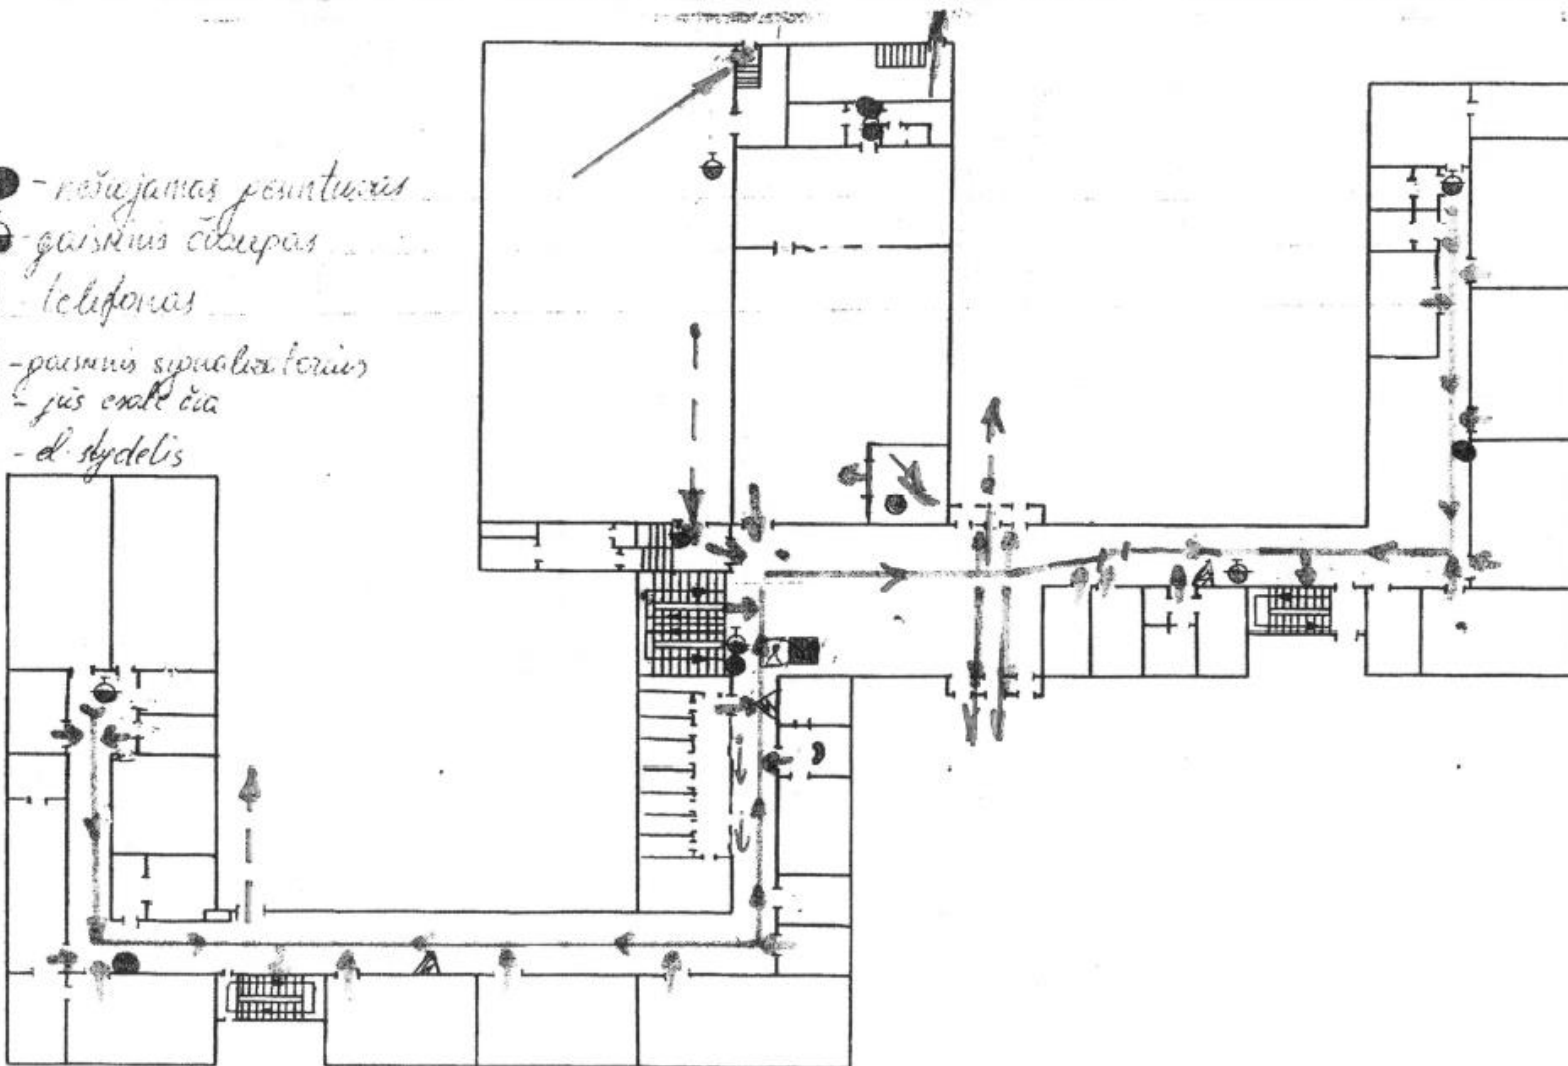 - nešiojamas gesintuvas
- gaisrinis čiaupas
telefonas
- gaisrinis signalizatorius
- jūs esate čia
- el. skydelis